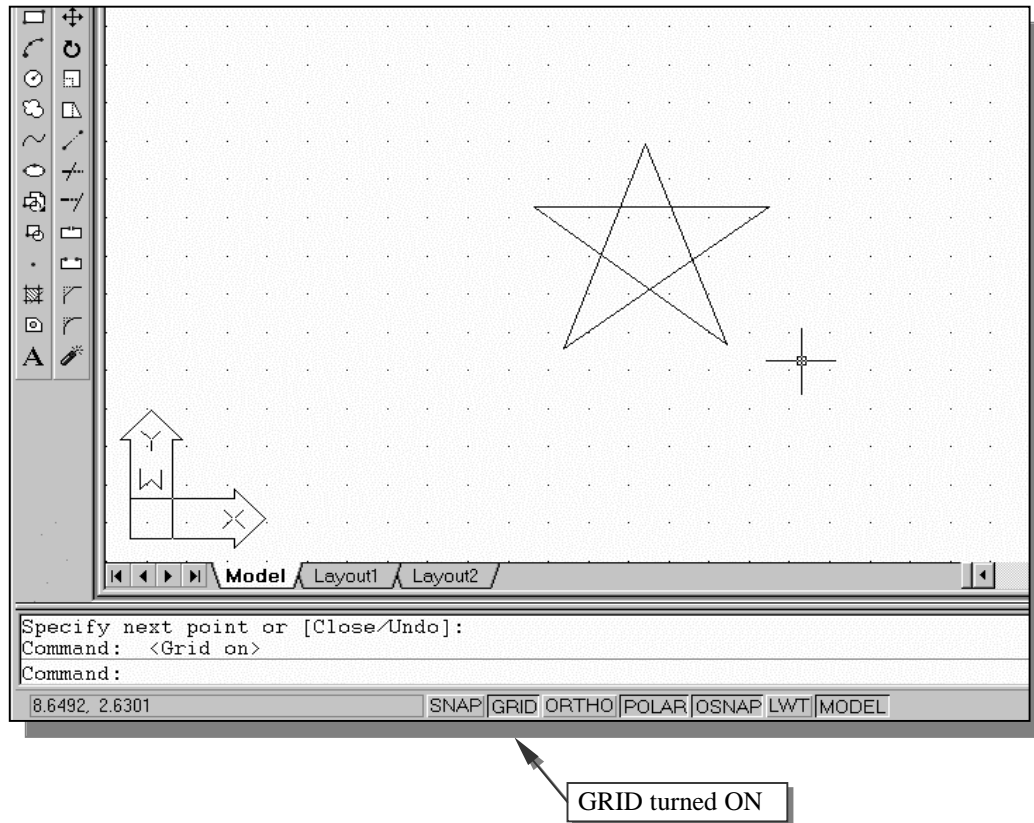 A
Y
W
X
Model Layout1 Layout2
Specify next point or [Close/Undo]:
Command: <Grid on>
Command:
8.6492, 2.6301 SNAP GRID ORTHO POLAR OSNAP LWT MODEL
GRID turned ON